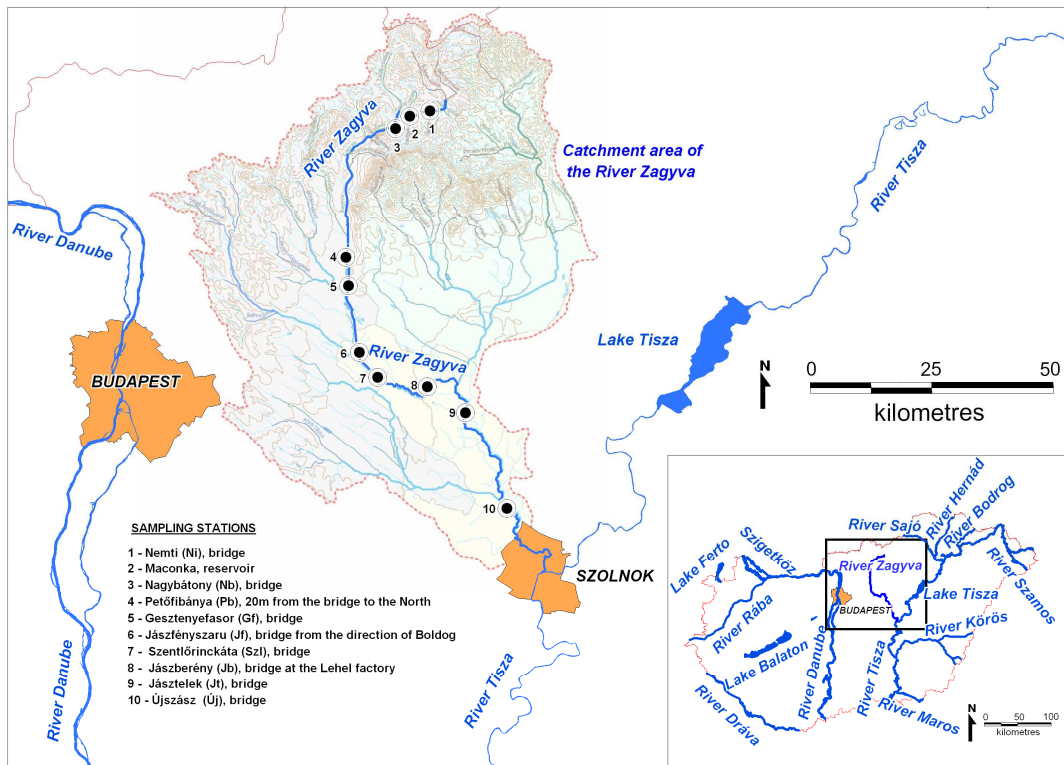 River Zagyva
1
2
3
Catchment area of
the River Zagyva
River Tisza
River Danube
4
5
Lake Tisza
N
0 25 50
kilometres
6
River Zagyva
7
8
9
BUDAPEST
10
SZOLNOK
River Tisza
River Danube
SAMPLING STATIONS
1 - Nemti (Ni), bridge
2 - Maconka, reservoir
3 - Nagybátony (Nb), bridge
4 - Petőfibánya (Pb), 20m from the bridge to the North
5 - Gesztenyefasor (Gf), bridge
6 - Jászfényszaru (Jf), bridge from the direction of Boldog
7 - Szentlőrinckáta (Szl), bridge
8 - Jászberény (Jb), bridge at the Lehel factory
9 - Jásztelek (Jt), bridge
10 - Újszász (Új), bridge
Lake Ferto
Szigetköz
River Sajó
River Hernád
River Bodrog
River Szamos
River Zagyva
BUDAPEST
Lake Tisza
River Rába
Lake Balaton
River Danube
River Tisza
River Körös
River Dráva
River Maros
N
0 50 100
kilometres